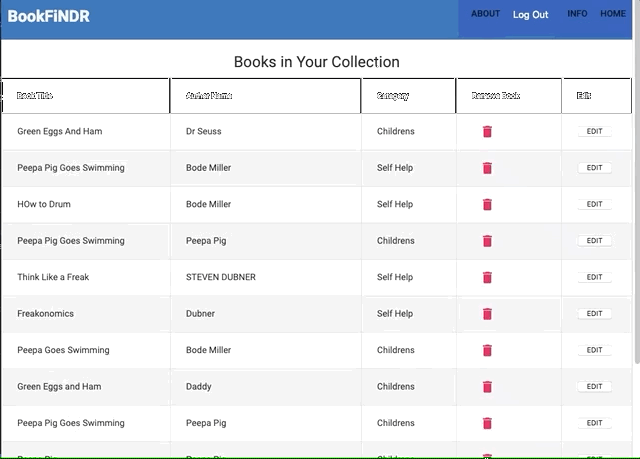 BookFiNDR ABOUT Log Out INFO HOME
Books in Your Collection
Book Title Author Name Category Remove Book Edit
Green Eggs And Ham Dr Seuss Childrens EDIT
Peepa Pig Goes Swimming Bode Miller Self Help EDIT
HOw to Drum Bode Miller Self Help EDIT
Peepa Pig Goes Swimming Peepa Pig Childrens EDIT
Think Like a Freak STEVEN DUBNER Self Help EDIT
Freakonomics Dubner Self Help EDIT
Peepa Goes Swimming Bode Miller Childrens EDIT
Green Eggs and Ham Daddy Childrens EDIT
Peepa Pig Goes Swimming Peepa Pig Childrens EDIT